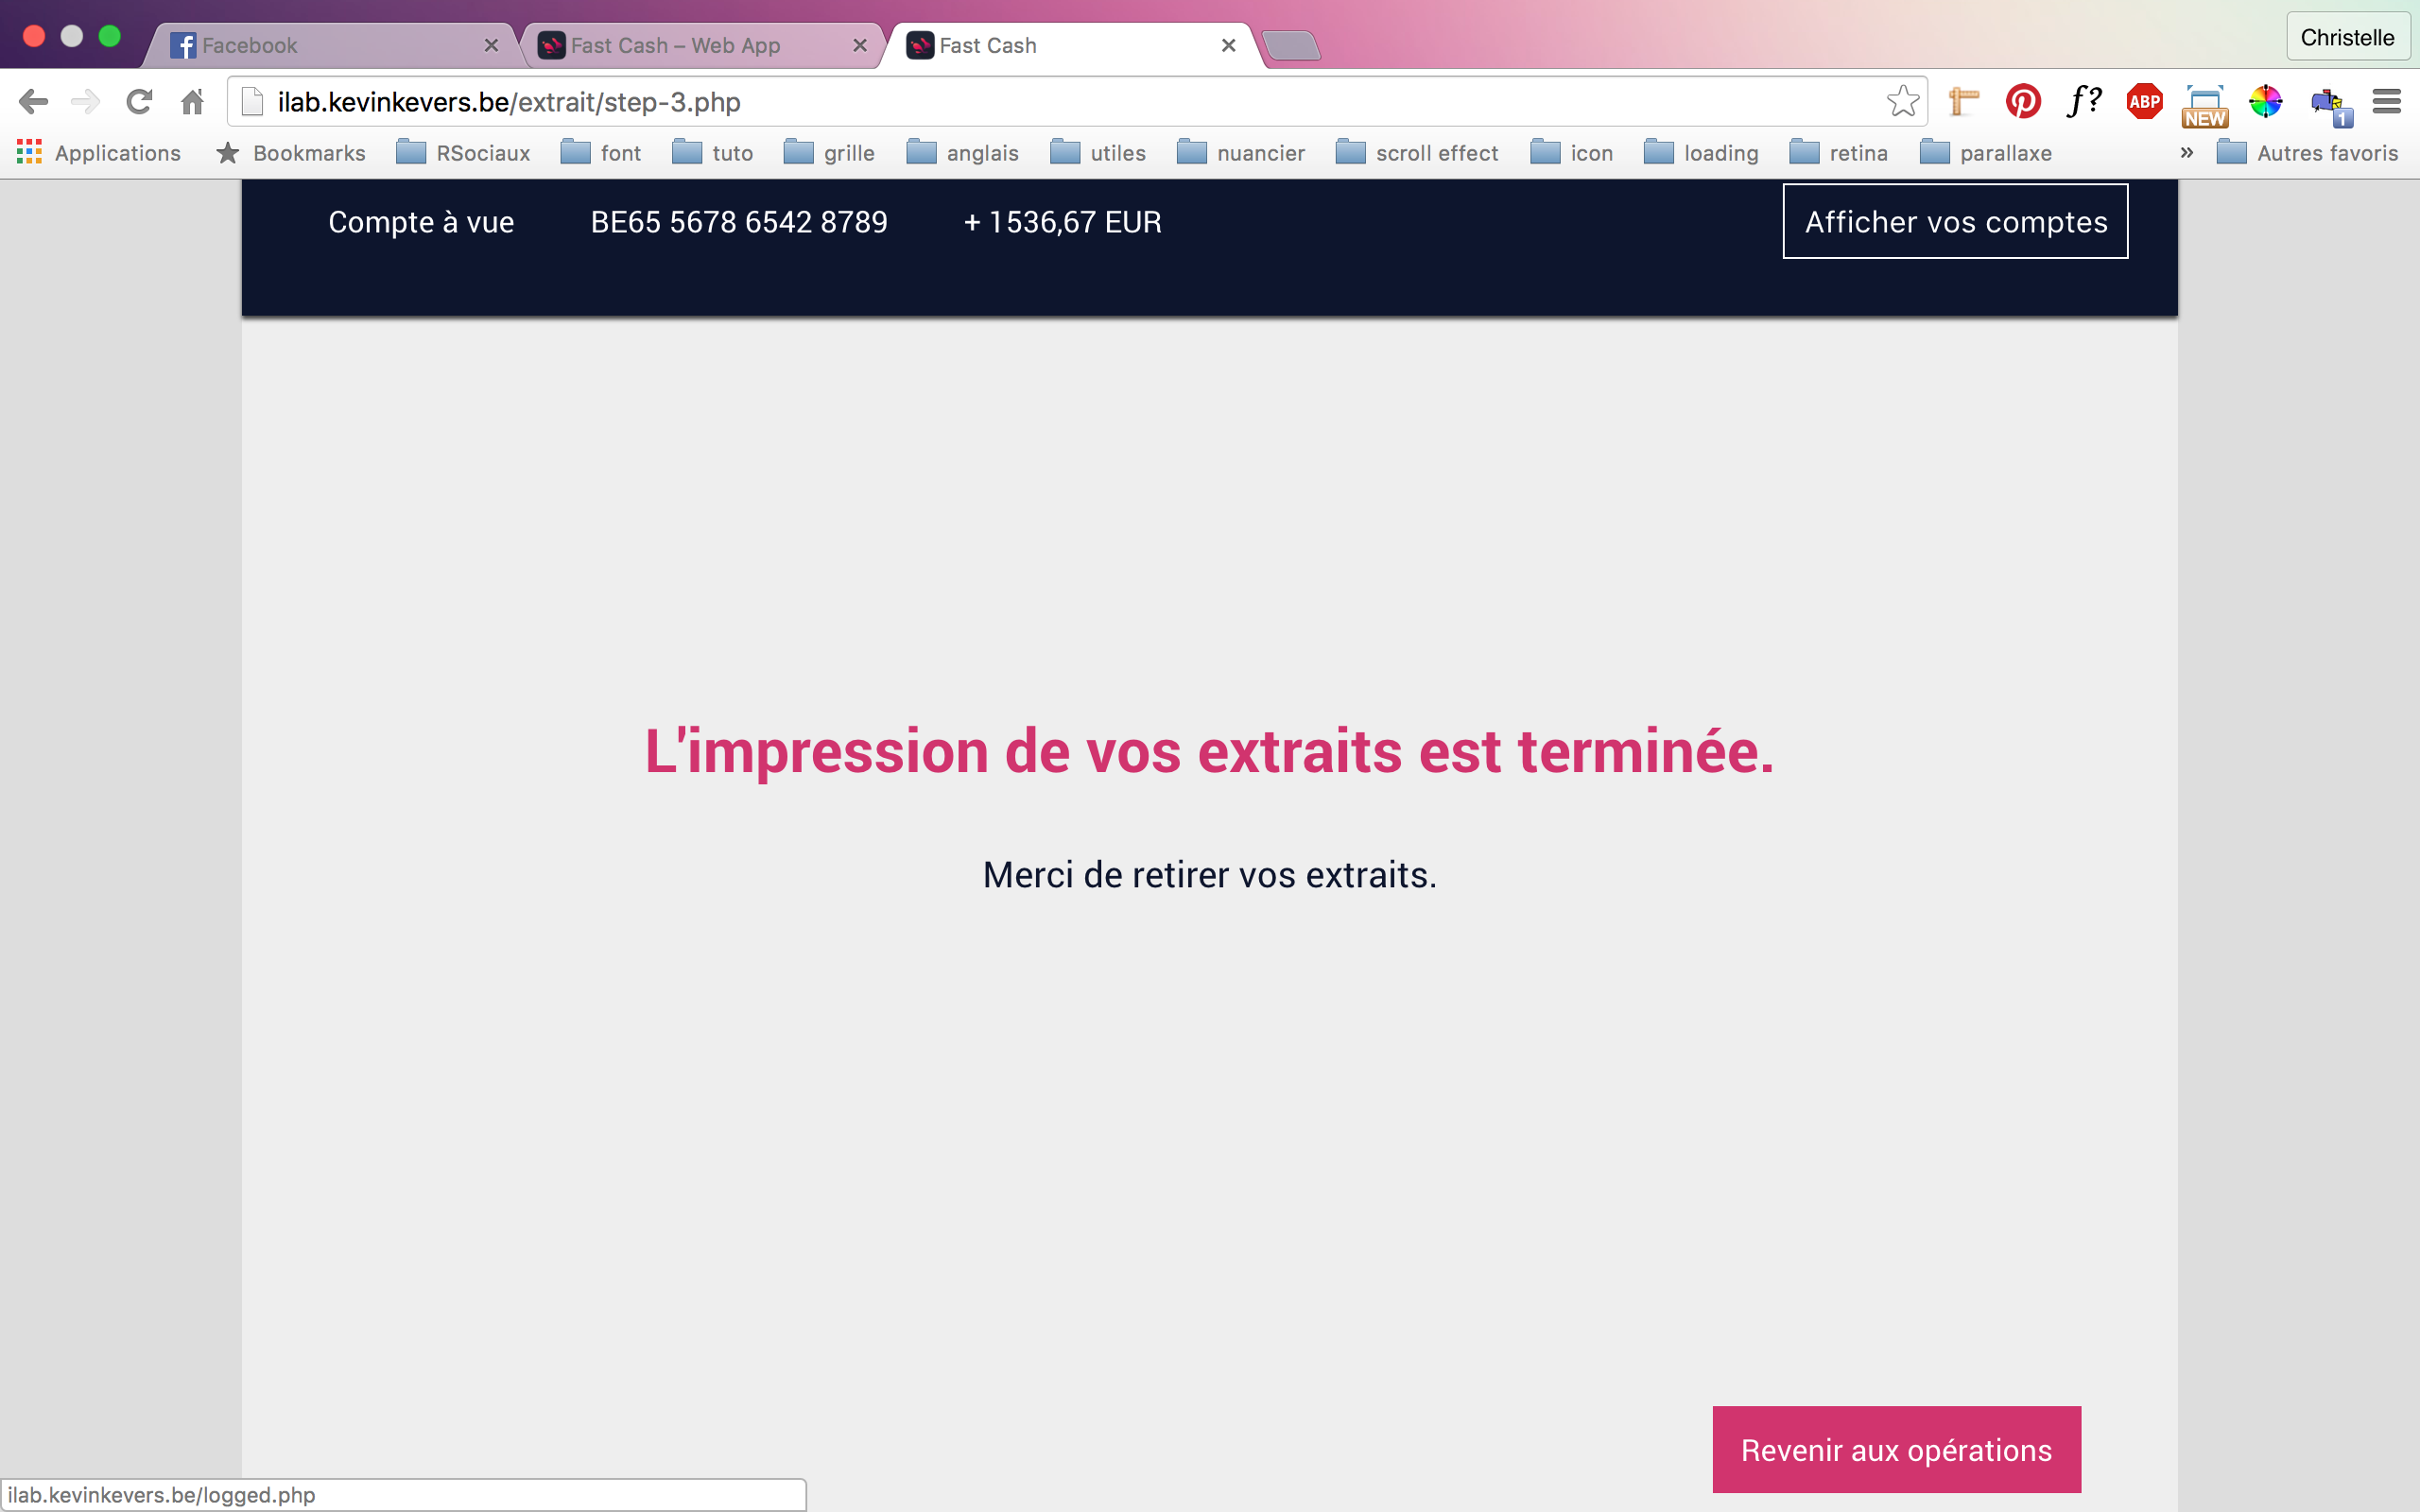 Facebook
Fast Cash – Web App
Fast Cash
Christelle
ilab.kevinkevers.be/extrait/step-3.php
f?
ABP
NEW
1
Applications
Bookmarks
RSociaux
font
tuto
grille
anglais
utiles
nuancier
scroll effect
icon
loading
retina
parallaxe
»
Autres favoris
Compte à vue
BE65 5678 6542 8789
+ 1536,67 EUR
Afficher vos comptes
L'impression de vos extraits est terminée.
Merci de retirer vos extraits.
Revenir aux opérations
ilab.kevinkevers.be/logged.php